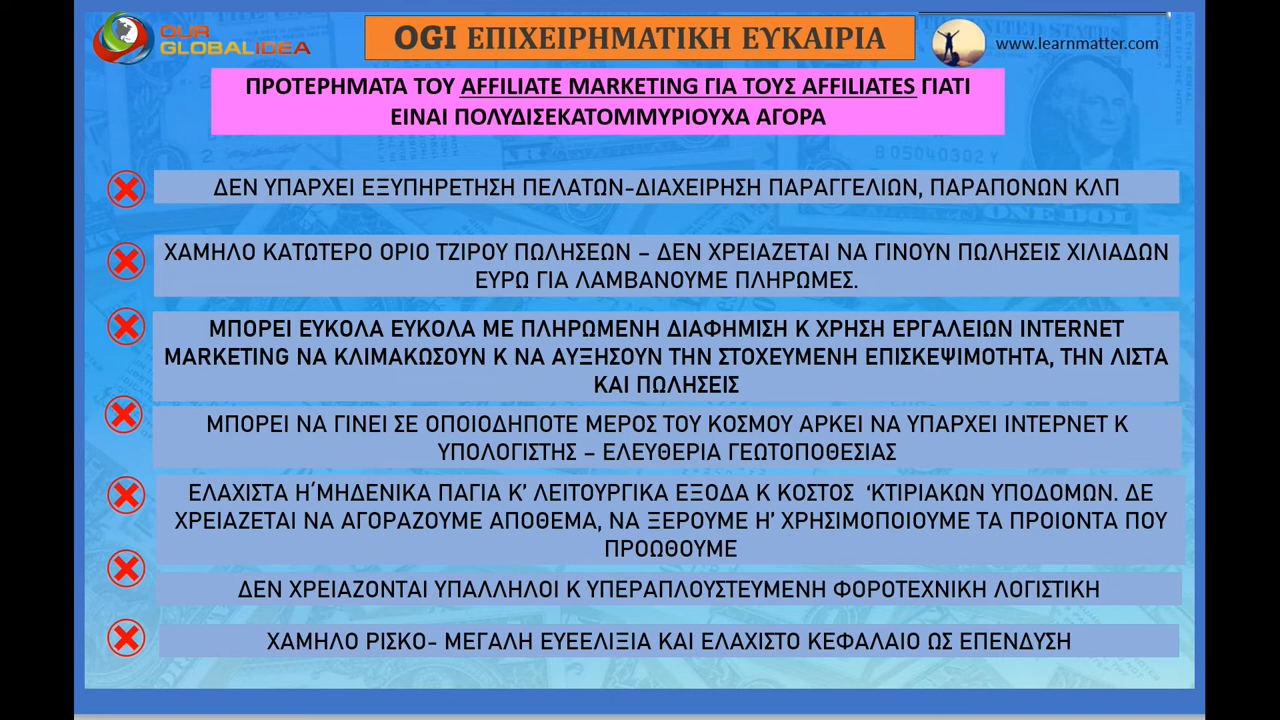 OUR
GLOBALIDEA
OGI ΕΠΙΧΕΙΡΗΜΑΤΙΚΗ ΕΥΚΑΙΡΙΑ
www.learnmatter.com
ΠΡΟΤΕΡΗΜΑΤΑ ΤΟΥ AFFILIATE MARKETING ΓΙΑ ΤΟΥΣ AFFILIATES ΓΙΑΤΙ
ΕΙΝΑΙ ΠΟΛΥΔΙΣΕΚΑΤΟΜΜΥΡΙΟΥΧΑ ΑΓΟΡΑ
B 05040302 Y
ΔΕΝ ΥΠΑΡΧΕΙ ΕΞΥΠΗΡΕΤΗΣΗ ΠΕΛΑΤΩΝ-ΔΙΑΧΕΙΡΗΣΗ ΠΑΡΑΓΓΕΛΙΩΝ, ΠΑΡΑΠΟΝΩΝ ΚΛΠ
ΧΑΜΗΛΟ ΚΑΤΩΤΕΡΟ ΟΡΙΟ ΤΖΙΡΟΥ ΠΩΛΗΣΕΩΝ – ΔΕΝ ΧΡΕΙΑΖΕΤΑΙ ΝΑ ΓΙΝΟΥΝ ΠΩΛΗΣΕΙΣ ΧΙΛΙΑΔΩΝ
ΕΥΡΩ ΓΙΑ ΛΑΜΒΑΝΟΥΜΕ ΠΛΗΡΩΜΕΣ.
ΜΠΟΡΕΙ ΕΥΚΟΛΑ ΕΥΚΟΛΑ ΜΕ ΠΛΗΡΩΜΕΝΗ ΔΙΑΦΗΜΙΣΗ Κ ΧΡΗΣΗ ΕΡΓΑΛΕΙΩΝ INTERNET
MARKETING ΝΑ ΚΛΙΜΑΚΩΣΟΥΝ Κ ΝΑ ΑΥΞΗΣΟΥΝ ΤΗΝ ΣΤΟΧΕΥΜΕΝΗ ΕΠΙΣΚΕΨΙΜΟΤΗΤΑ, ΤΗΝ ΛΙΣΤΑ
ΚΑΙ ΠΩΛΗΣΕΙΣ
ΜΠΟΡΕΙ ΝΑ ΓΙΝΕΙ ΣΕ ΟΠΟΙΟΔΗΠΟΤΕ ΜΕΡΟΣ ΤΟΥ ΚΟΣΜΟΥ ΑΡΚΕΙ ΝΑ ΥΠΑΡΧΕΙ ΙΝΤΕΡΝΕΤ Κ
ΥΠΟΛΟΓΙΣΤΗΣ – ΕΛΕΥΘΕΡΙΑ ΓΕΩΤΟΠΟΘΕΣΙΑΣ
ΕΛΑΧΙΣΤΑ Η΄ΜΗΔΕΝΙΚΑ ΠΑΓΙΑ Κ’ ΛΕΙΤΟΥΡΓΙΚΑ ΕΞΟΔΑ Κ ΚΟΣΤΟΣ ‘ΚΤΙΡΙΑΚΩΝ ΥΠΟΔΟΜΩΝ. ΔΕ
ΧΡΕΙΑΖΕΤΑΙ ΝΑ ΑΓΟΡΑΖΟΥΜΕ ΑΠΟΘΕΜΑ, ΝΑ ΞΕΡΟΥΜΕ Η’ ΧΡΗΣΙΜΟΠΟΙΟΥΜΕ ΤΑ ΠΡΟΙΟΝΤΑ ΠΟΥ
ΠΡΟΩΘΟΥΜΕ
ΔΕΝ ΧΡΕΙΑΖΟΝΤΑΙ ΥΠΑΛΛΗΛΟΙ Κ ΥΠΕΡΑΠΛΟΥΣΤΕΥΜΕΝΗ ΦΟΡΟΤΕΧΝΙΚΗ ΛΟΓΙΣΤΙΚΗ
ΧΑΜΗΛΟ ΡΙΣΚΟ- ΜΕΓΑΛΗ ΕΥΕΕΛΙΞΙΑ ΚΑΙ ΕΛΑΧΙΣΤΟ ΚΕΦΑΛΑΙΟ ΩΣ ΕΠΕΝΔΥΣΗ